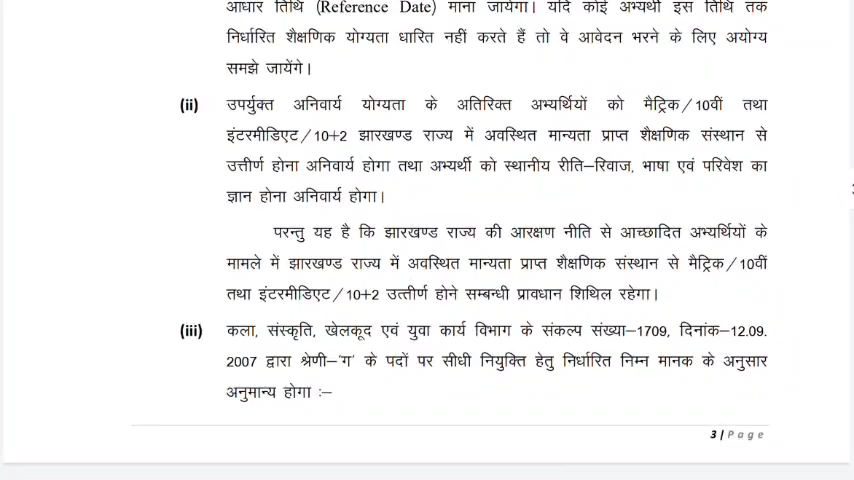 आधार तिथि (Reference Date) माना जायेगा। यदि कोई अभ्यर्थी इस तिथि तक
निर्धारित शैक्षणिक योग्यता धारित नहीं करते हैं तो वे आवेदन भरने के लिए अयोग्य
समझे जायेंगे।
(ii) उपर्युक्त अनिवार्य योग्यता के अतिरिक्त अभ्यर्थियों को मैट्रिक/10वीं तथा
इंटरमीडिएट/10+2 झारखण्ड राज्य में अवस्थित मान्यता प्राप्त शैक्षणिक संस्थान से
उत्तीर्ण होना अनिवार्य होगा तथा अभ्यर्थी को स्थानीय रीति–रिवाज, भाषा एवं परिवेश का
ज्ञान होना अनिवार्य होगा।
परन्तु यह है कि झारखण्ड राज्य की आरक्षण नीति से आच्छादित अभ्यर्थियों के
मामले में झारखण्ड राज्य में अवस्थित मान्यता प्राप्त शैक्षणिक संस्थान से मैट्रिक/10वीं
तथा इंटरमीडिएट/10+2 उत्तीर्ण होने सम्बन्धी प्रावधान शिथिल रहेगा।
(iii) कला, संस्कृति, खेलकूद एवं युवा कार्य विभाग के संकल्प संख्या–1709, दिनांक–12.09.
2007 द्वारा श्रेणी–'ग' के पदों पर सीधी नियुक्ति हेतु निर्धारित निम्न मानक के अनुसार
अनुमान्य होगा :–
3 | Page